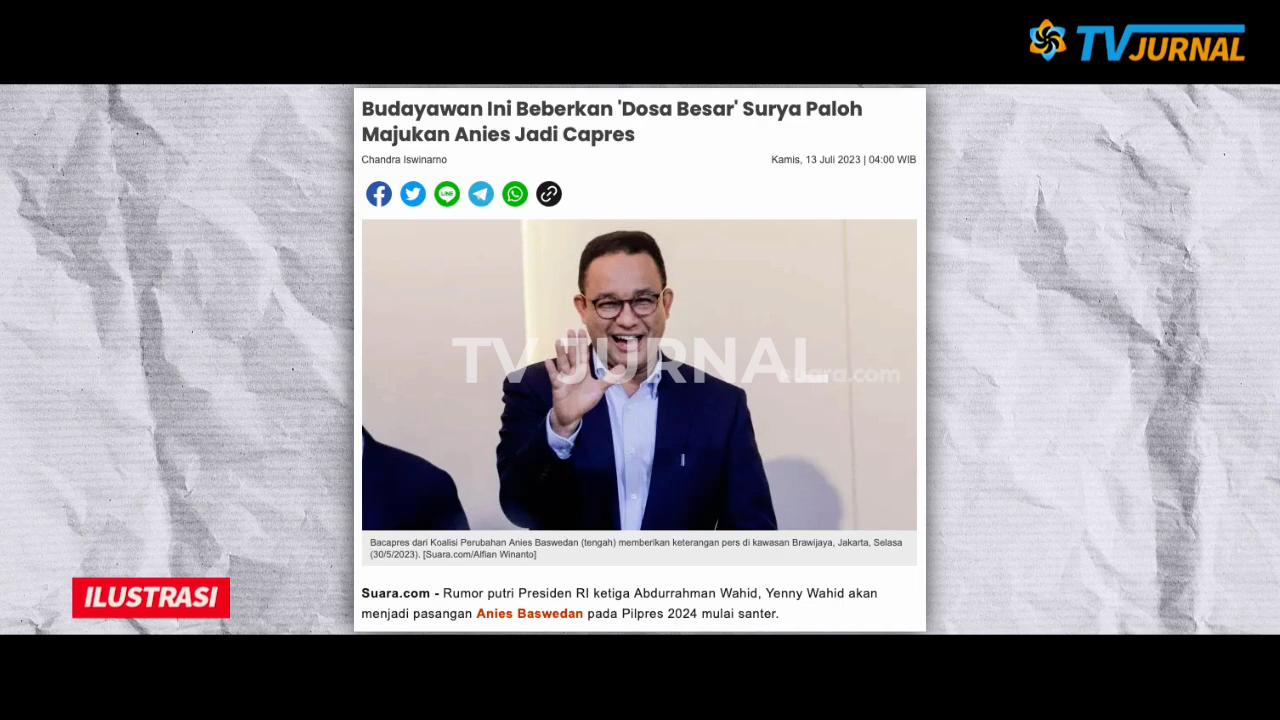 TV JURNAL
Budayawan Ini Beberkan 'Dosa Besar' Surya Paloh
Majukan Anies Jadi Capres
Chandra Iswinarno
Kamis, 13 Juli 2023 | 04:00 WIB
LINE
TV JURNAL
suara.com
Bacapres dari Koalisi Perubahan Anies Baswedan (tengah) memberikan keterangan pers di kawasan Brawijaya, Jakarta, Selasa
(30/5/2023). [Suara.com/Alfian Winanto]
ILUSTRASI
Suara.com - Rumor putri Presiden RI ketiga Abdurrahman Wahid, Yenny Wahid akan
menjadi pasangan Anies Baswedan pada Pilpres 2024 mulai santer.